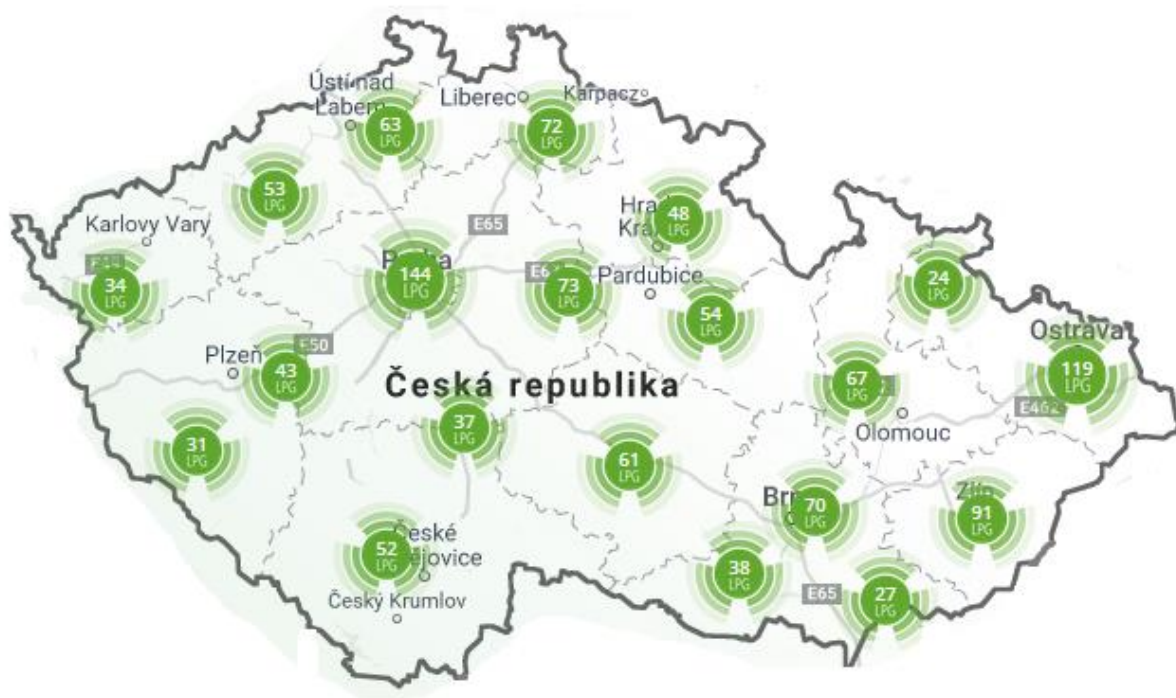 Ústí nad
Labem
Liberec
Karpacz
63
LPG
72
LPG
53
LPG
Karlovy Vary
E65
48
LPG
34
LPG
144
LPG
73
LPG
Pardubice
54
LPG
24
LPG
Ostrava
Plzeň
E50
43
LPG
Česká republika
67
LPG
119
LPG
E462
Olomouc
31
LPG
37
LPG
61
LPG
70
LPG
91
LPG
České
52
LPG
Český Krumlov
38
LPG
E65
27
LPG